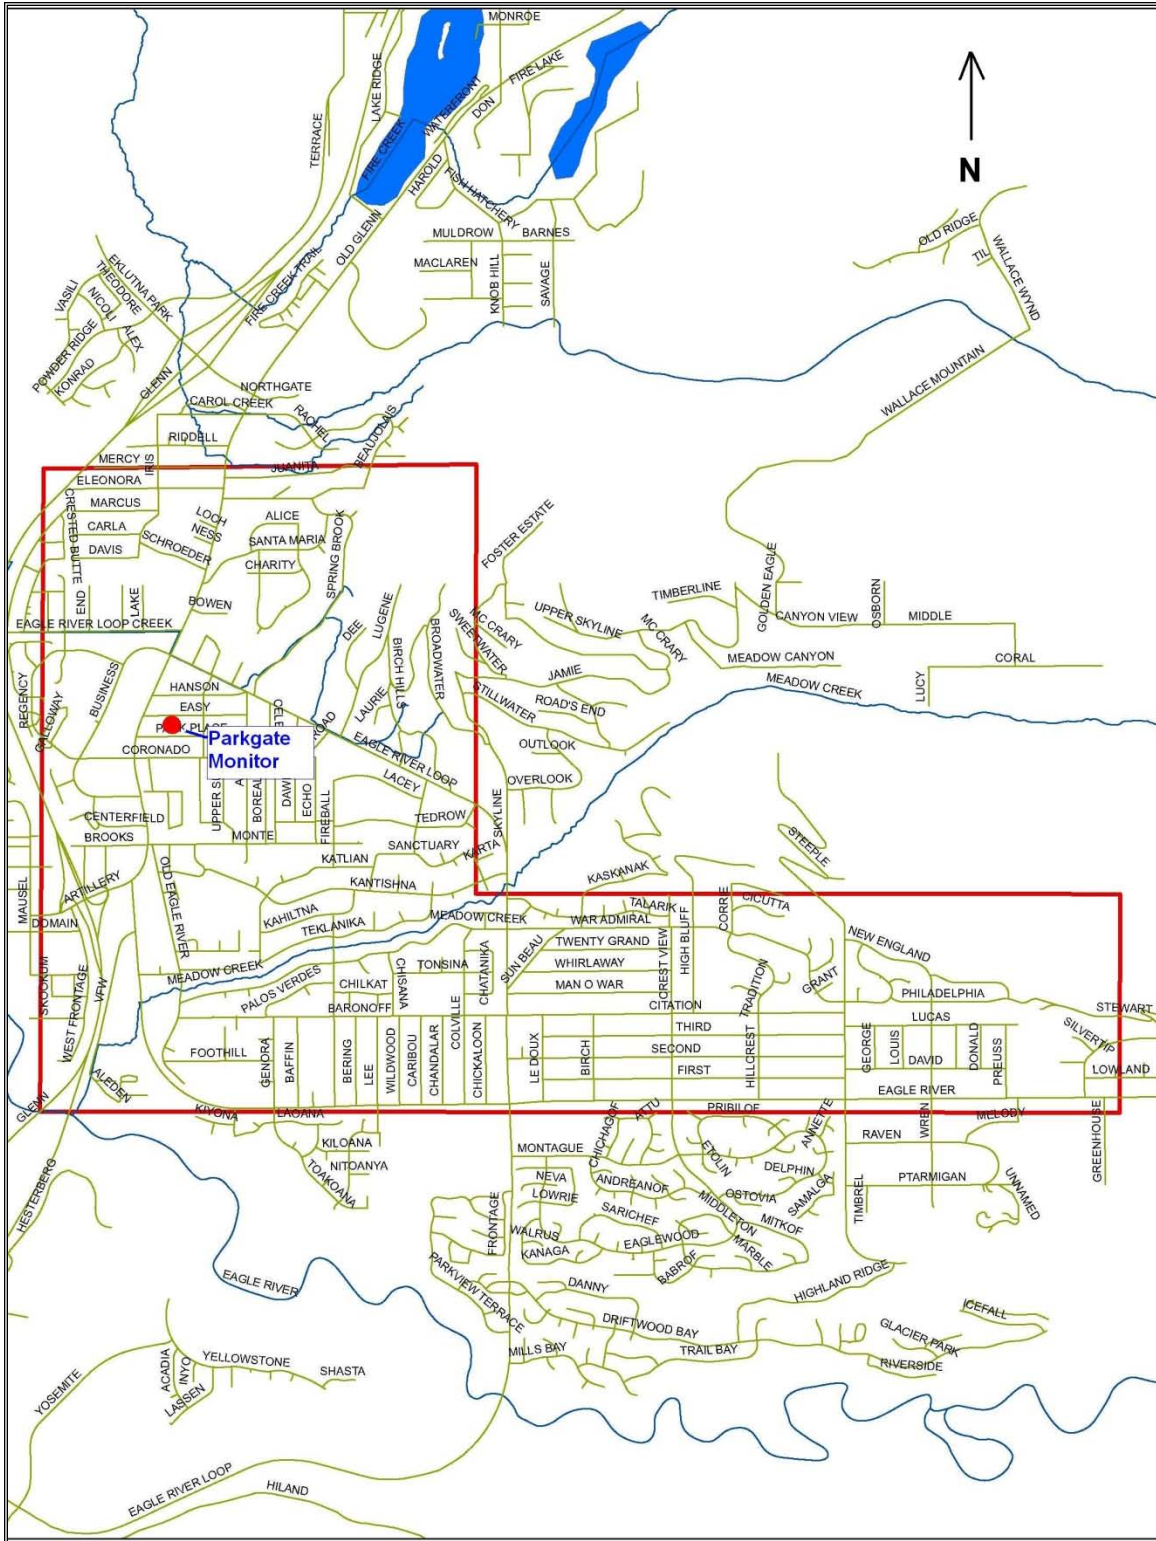 MONROE
LAKE RIDGE
FIRE LAKE
WATERFRONT
DON
TERRACE
FIRE CREEK
HAROLD
FISH HATCHERY
N
OLD GLENN
MULDROW
BARNES
OLD RIDGE
TIL
WALLACE WYND
MACLAREN
KNOB HILL
SAVAGE
FIRE CREEK TRAIL
EKLUTNA PARK
THEODORE
VASILI
NICOLI
ALEX
POWDER RIDGE
KONRAD
GLENN
WALLACE MOUNTAIN
NORTHGATE
CAROL CREEK
RACHEL
BEAUJOLAIS
RIDDELL
MERCY
IRIS
JUANITA
ELEONORA
MARCUS
CRESTED BUTTE
CARLA
DAVIS
SCHROEDER
LOCH
NESS
ALICE
SANTA MARIA
CHARITY
SPRING BROOK
FOSTER ESTATE
END
LAKE
BOWEN
EAGLE RIVER LOOP CREEK
DEE
LUGENE
BIRCH HILLS
BROADWATER
MC CRARY
SWEETWATER
UPPER SKYLINE
MC CRARY
TIMBERLINE
GOLDEN EAGLE
CANYON VIEW
OSBORN
MIDDLE
MEADOW CANYON
CORAL
LUCY
MEADOW CREEK
JAMIE
STILLWATER
ROAD'S END
REGENCY
GALLOWAY
BUSINESS
HANSON
EASY
PARK PLACE
CORONADO
Parkgate
Monitor
LAURIE
EAGLE RIVER LOOP
OUTLOOK
OVERLOOK
LACEY
BOREAL
ECHO
FIREBALL
CENTERFIELD
BROOKS
MONTE
TEDROW
SKYLINE
SANCTUARY
KARTA
KATLIAN
KANTISHNA
STEEPLE
KASKANAK
MAUSEL
ARTILLERY
DOMAIN
OLD EAGLE RIVER
KAHILTNA
TEKLANIKA
MEADOW CREEK
WAR ADMIRAL
TALARIK
CORRIE
CICUTTA
TWENTY GRAND
WHIRLAWAY
MAN O WAR
SUN BEAU
CREST VIEW
HIGH BLUFF
NEW ENGLAND
GRANT
TRADITION
PHILADELPHIA
STEWART
SKOOKUM
WEST FRONTAGE
VFW
MEADOW CREEK
PALOS VERDES
CHILKAT
BARONOFF
CHISANA
TONSINA
CHATANIKA
COLVILLE
CITATION
THIRD
SECOND
FIRST
LUCAS
SILVERTIP
LOWLAND
FOOTHILL
GENORA
BAFFIN
BERING
LEE
WILDWOOD
CARIBOU
CHANDALAR
CHICKALOON
LE DOUX
BIRCH
HILLCREST
GEORGE
LOUIS
DAVID
DONALD
PREUSS
EAGLE RIVER
ALEDEN
GLENN
KIYONA
LAOANA
KILOANA
NITOANYA
TOAKOANA
CHICHAGOF
ATTU
PRIBILOF
ANNETTE
MELODY
WREN
GREENHOUSE
RAVEN
MONTAGUE
ETOLIN
DELPHIN
PTARMIGAN
UNNAMED
NEVA
LOWRIE
ANDREANOF
OSTOVIA
SAMALGA
TIMBREL
HESTERBERG
FRONTAGE
WALRUS
KANAGA
SARICHEF
EAGLEWOOD
MIDDLETON
MITKOF
MARBLE
BABROF
EAGLE RIVER
PARKVIEW TERRACE
DANNY
HIGHLAND RIDGE
DRIFTWOOD BAY
MILLS BAY
TRAIL BAY
ICEFALL
GLACIER PARK
RIVERSIDE
YOSEMITE
ACADIA
INYO
YELLOWSTONE
SHASTA
LASSEN
EAGLE RIVER LOOP
HILAND